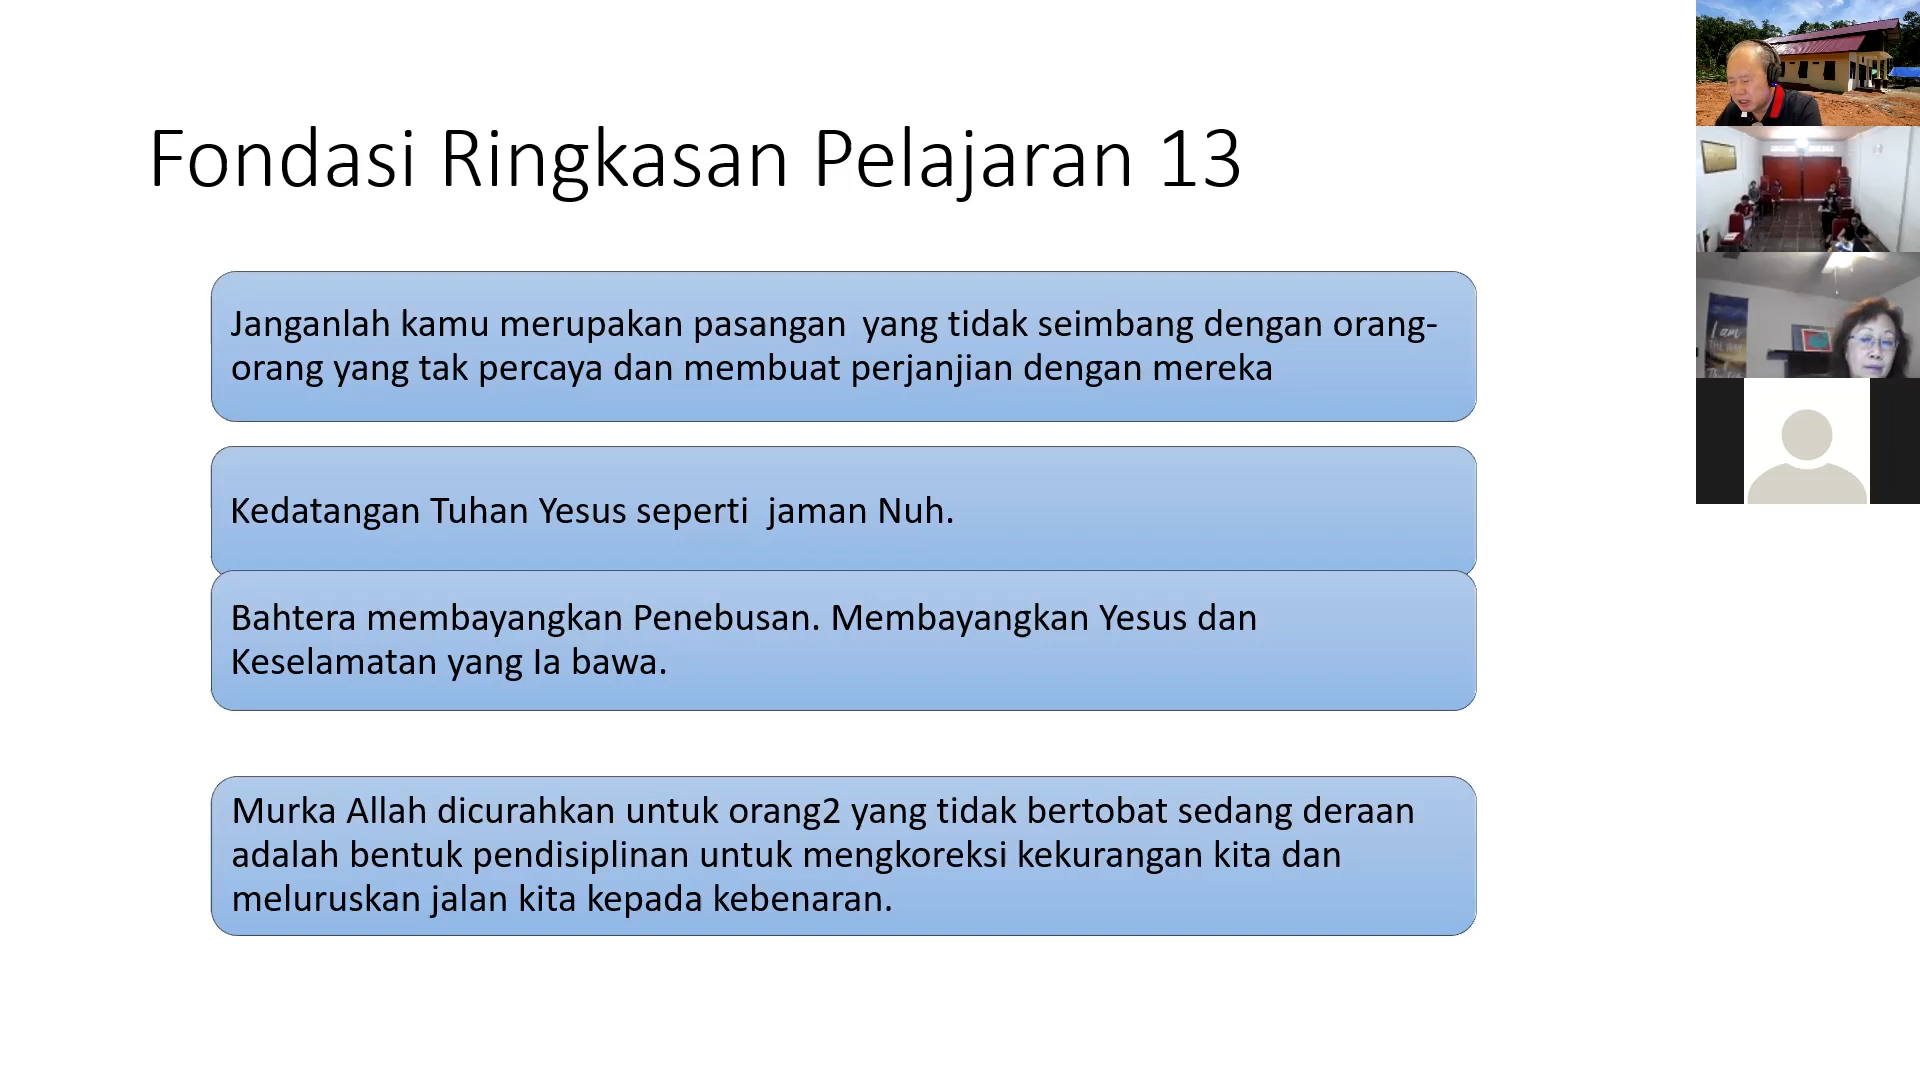 Fondasi Ringkasan Pelajaran 13
Janganlah kamu merupakan pasangan  yang tidak seimbang dengan orang-
orang yang tak percaya dan membuat perjanjian dengan mereka
Kedatangan Tuhan Yesus seperti  jaman Nuh.
Bahtera membayangkan Penebusan. Membayangkan Yesus dan
Keselamatan yang Ia bawa.
Murka Allah dicurahkan untuk orang2 yang tidak bertobat sedang deraan
adalah bentuk pendisiplinan untuk mengkoreksi kekurangan kita dan
meluruskan jalan kita kepada kebenaran.
I am
THE WAY